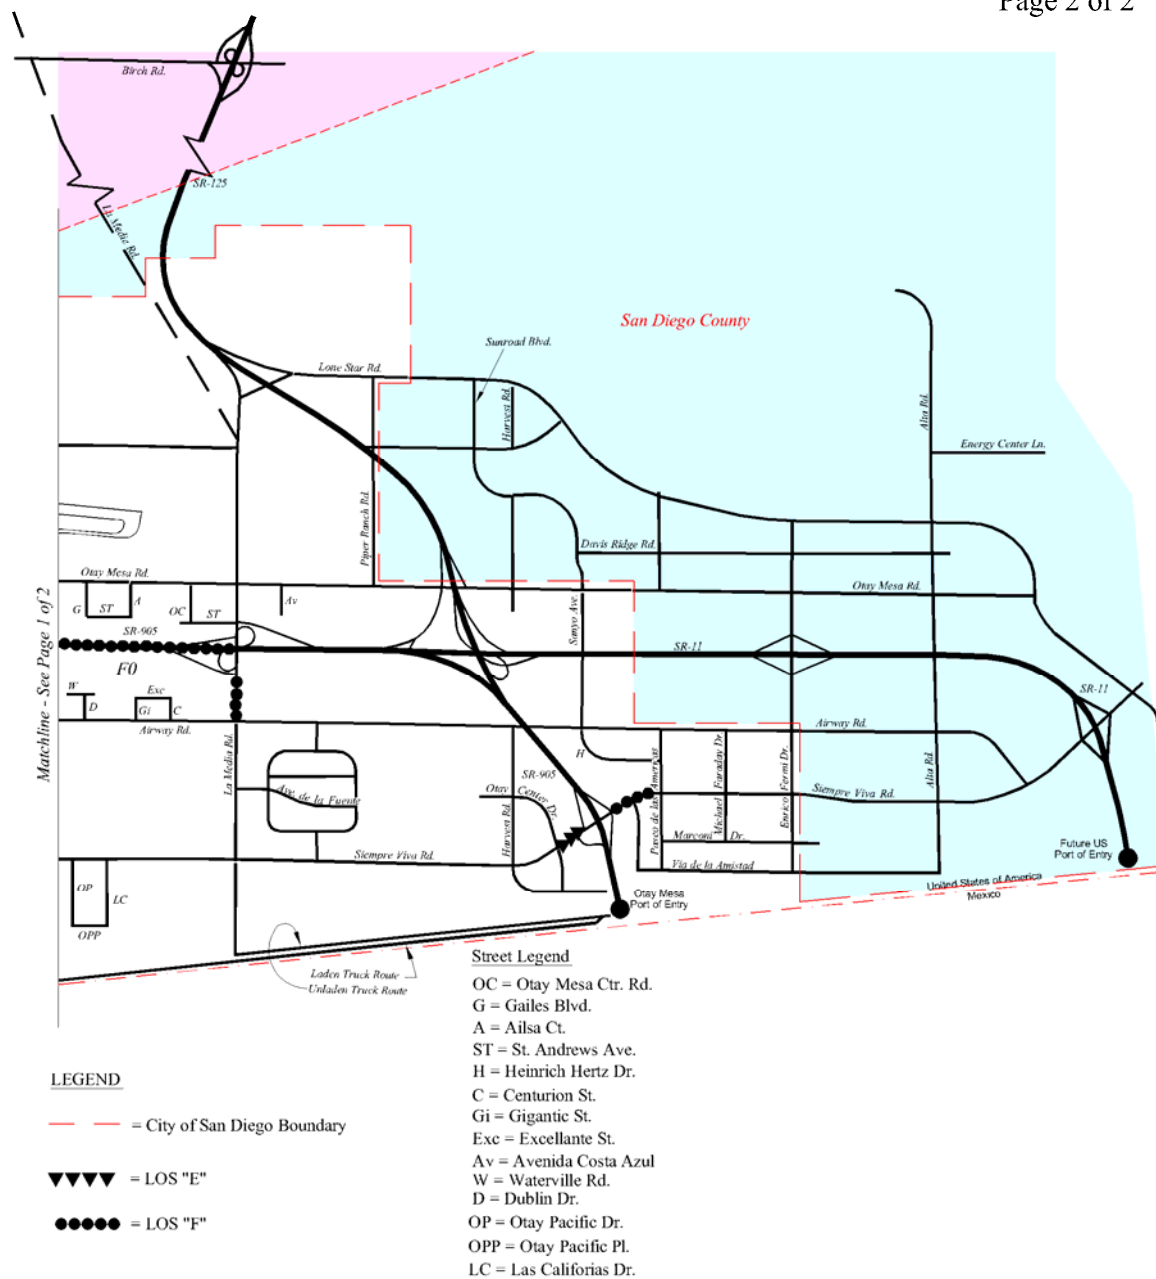 Page 2 of 2
Birch Rd.
SR-125
La Media Rd.
San Diego County
Sunroad Blvd.
Lone Star Rd.
Harvest Rd.
Alta Rd.
Energy Center Ln.
Piper Ranch Rd.
Davis Ridge Rd.
Otay Mesa Rd.
Otay Mesa Rd.
G
ST
A
OC
ST
Av
Sanyo Ave.
SR-905
SR-11
F0
Matchline - See Page 1 of 2
W
D
Exc
Gi
C
SR-11
Airway Rd.
Airway Rd.
La Media Rd.
H
Paseo de las Americas
Michael Faraday Dr.
Enrico Fermi Dr.
Alta Rd.
SR-905
Otay Center Dr.
Ave. de la Fuente
Siempre Viva Rd.
Harvest Rd.
Marconi Dr.
Siempre Viva Rd.
Via de la Amistad
Future US
Port of Entry
OP
LC
OPP
Otay Mesa
Port of Entry
United States of America
Mexico
Laden Truck Route
Unladen Truck Route
Street Legend
OC = Otay Mesa Ctr. Rd.
G = Gailes Blvd.
A = Ailsa Ct.
ST = St. Andrews Ave.
H = Heinrich Hertz Dr.
C = Centurion St.
Gi = Gigantic St.
Exc = Excellante St.
Av = Avenida Costa Azul
W = Waterville Rd.
D = Dublin Dr.
OP = Otay Pacific Dr.
OPP = Otay Pacific Pl.
LC = Las Califorias Dr.
LEGEND
= City of San Diego Boundary
= LOS "E"
= LOS "F"